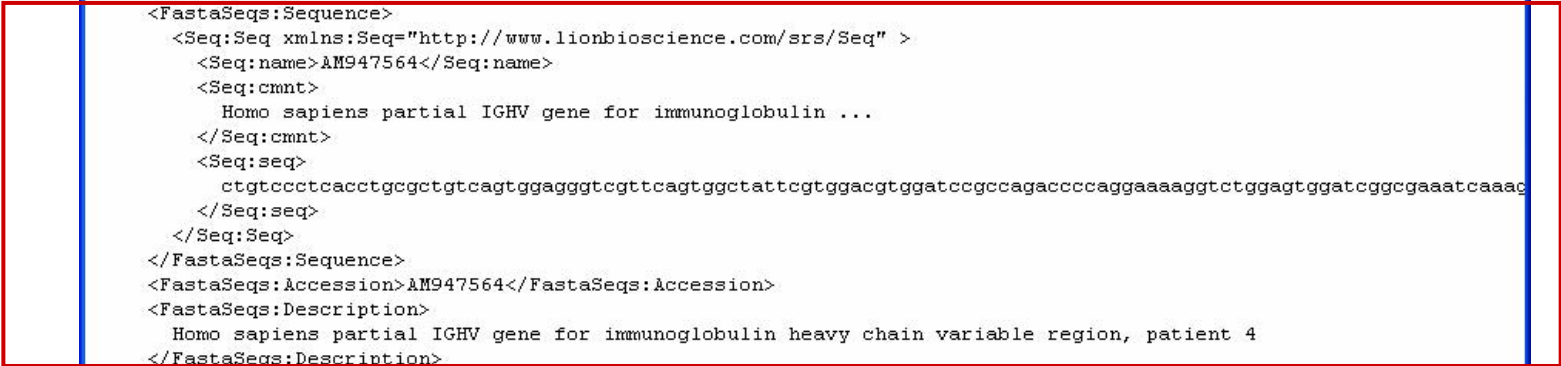 <FastaSeqs:Sequence>
<Seq:Seq xmlns:Seq="http://www.lionbioscience.com/srs/Seq" >
<Seq:name>AM947564</Seq:name>
<Seq:cmnt>
Homo sapiens partial IGHV gene for immunoglobulin ...
</Seq:cmnt>
<Seq:seq>
ctgtccctcacctgcgctgtcagtggagggtcgttcagtggctattcgtggacgtggatccgccagaccccaggaaaaggtctggagtggatcggcgaaatcaaag
</Seq:seq>
</Seq:Seq>
</FastaSeqs:Sequence>
<FastaSeqs:Accession>AM947564</FastaSeqs:Accession>
<FastaSeqs:Description>
Homo sapiens partial IGHV gene for immunoglobulin heavy chain variable region, patient 4
</FastaSeqs:Description>